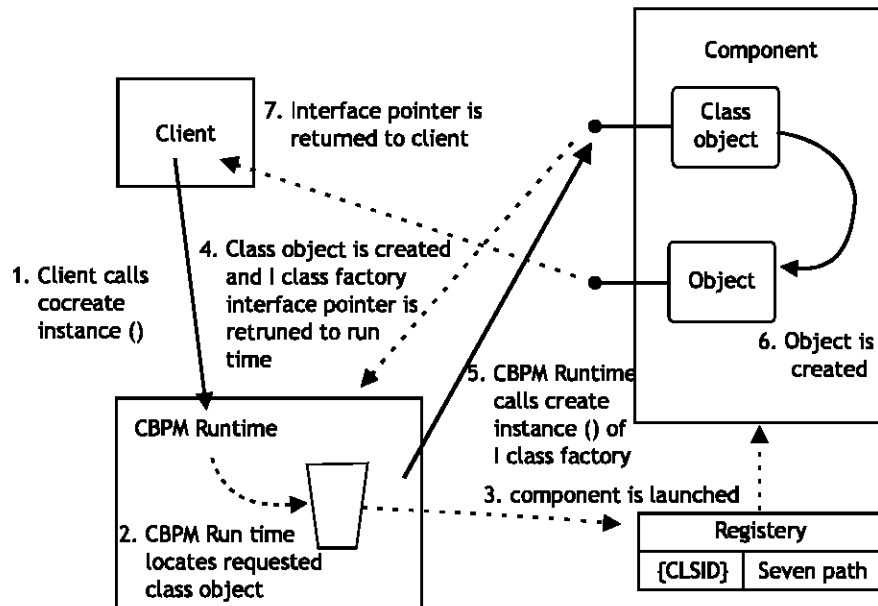 Component
Client
7. Interface pointer is
returned to client
Class
object
1. Client calls
cocreate
instance ()
4. Class object is created
and I class factory
interface pointer is
retruned to run
time
Object
6. Object is
created
5. CBPM Runtime
calls create
instance () of
I class factory
CBPM Runtime
2. CBPM Run time
locates requested
class object
3. component is launched
Registery
{CLSID}
Seven path